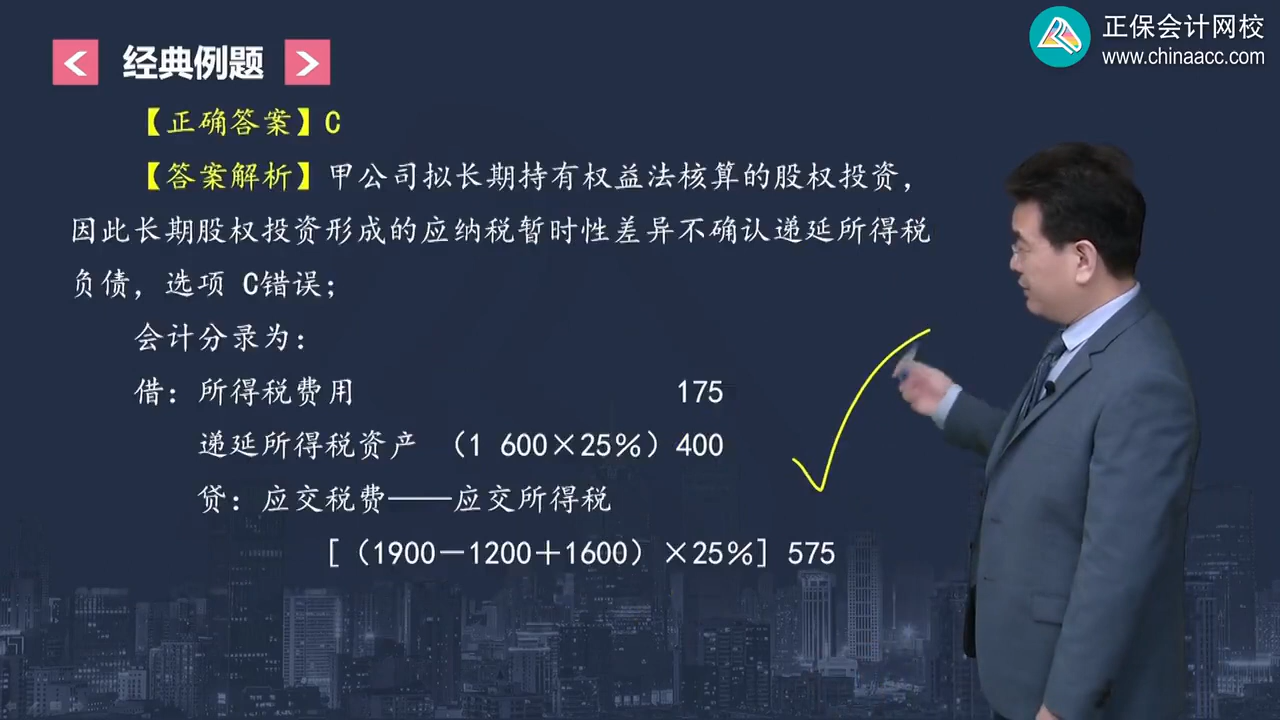 正保会计网校
www.chinaacc.com
经典例题
【正确答案】C
【答案解析】甲公司拟长期持有权益法核算的股权投资，
因此长期股权投资形成的应纳税暂时性差异不确认递延所得税
负债，选项 C错误；
会计分录为：
借：所得税费用 175
递延所得税资产 （1 600×25%）400
贷：应交税费——应交所得税
[（1900－1200＋1600）×25%] 575